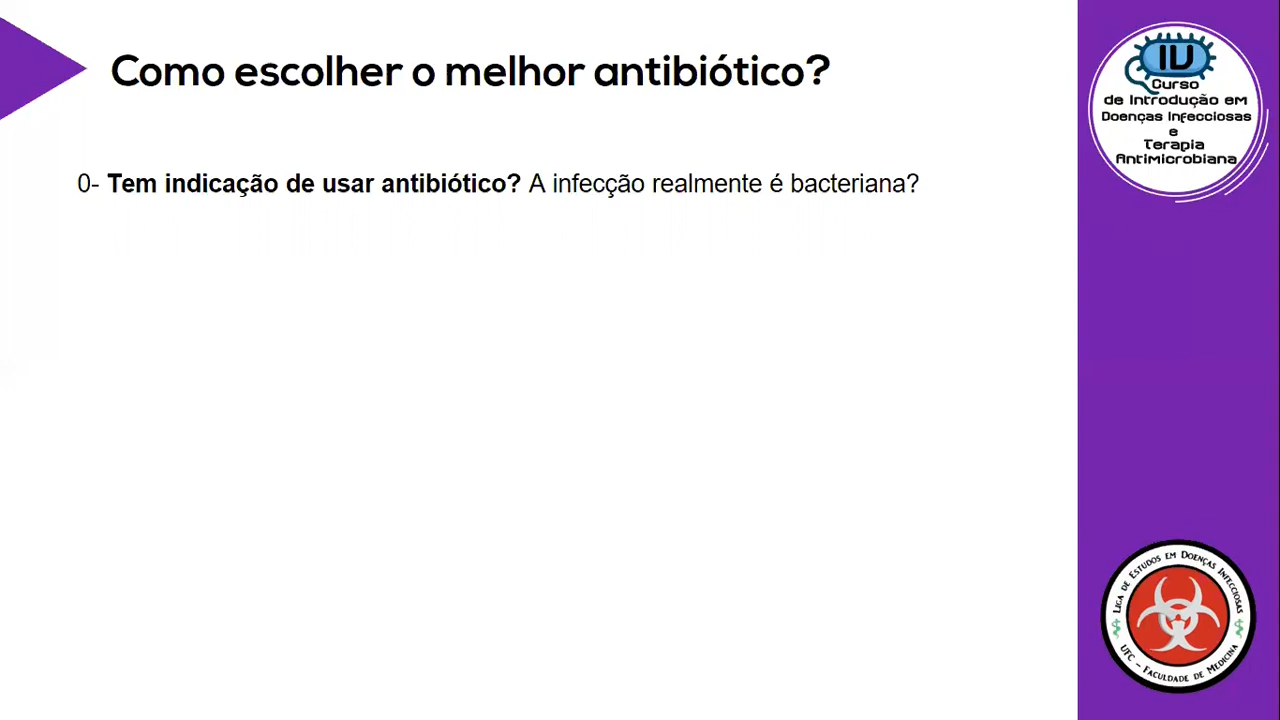 Como escolher o melhor antibiótico?
0- Tem indicação de usar antibiótico? A infecção realmente é bacteriana?
IV
Curso
de Introdução em
Doenças Infecciosas
e
Terapia
Antimicrobiana
Liga de Estudos em Doenças Infecciosas
UFC - Faculdade de Medicina